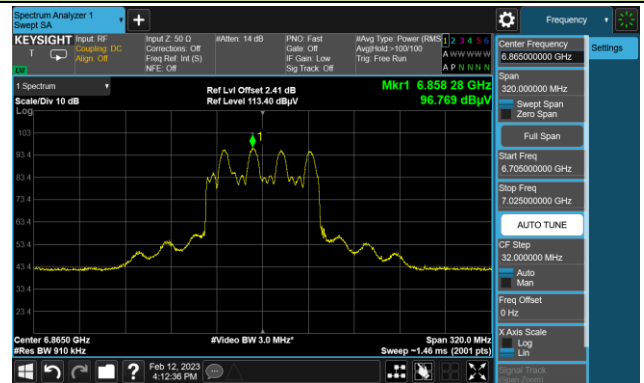 Spectrum Analyzer 1
Swept SA
+
Frequency
KEYSIGHT
Input: RF
Coupling: DC
Align: Off
Input Z: 50 Ω
Corrections: Off
Freq Ref: Int (S)
NFE: Off
#Atten: 14 dB
PNO: Fast
Gate: Off
IF Gain: Low
Sig Track: Off
#Avg Type: Power (RMS
Avg|Hold:>100/100
Trig: Free Run
1 2 3 4 5 6
A W W W W W
A P N N N N
1 Spectrum
Scale/Div 10 dB
Log
Ref Lvl Offset 2.41 dB
Ref Level 113.40 dBµV
Mkr1 6.858 28 GHz
96.769 dBµV
103
93.4
83.4
73.4
63.4
53.4
43.4
33.4
23.4
1
Center 6.8650 GHz
#Res BW 910 kHz
#Video BW 3.0 MHz*
Span 320.0 MHz
Sweep ~1.46 ms (2001 pts)
Center Frequency
6.865000000 GHz
Settings
Span
320.000000 MHz
Swept Span
Zero Span
Full Span
Start Freq
6.705000000 GHz
Stop Freq
7.025000000 GHz
AUTO TUNE
CF Step
32.000000 MHz
Auto
Man
Freq Offset
0 Hz
X Axis Scale
Log
Lin
Signal Track
(Span Zoom)
?
Feb 12, 2023
4:12:36 PM